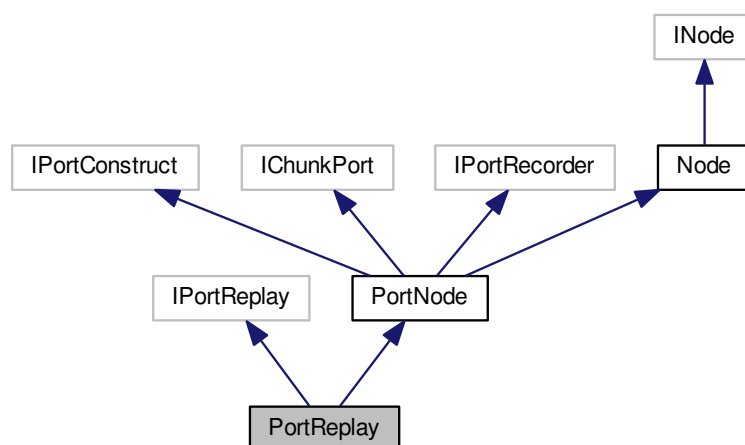 INode
IPortConstruct
IChunkPort
IPortRecorder
Node
IPortReplay
PortNode
PortReplay